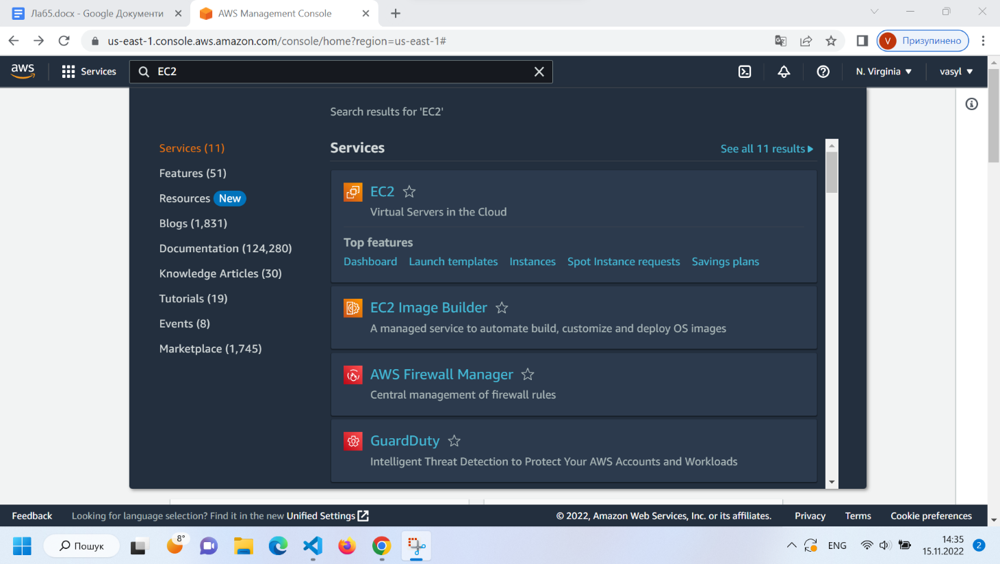 Лаб5.docx - Google Документи
AWS Management Console
us-east-1.console.aws.amazon.com/console/home?region=us-east-1#
V
Призупинено
aws
Services
EC2
N. Virginia
vasyl
Search results for 'EC2'
Services (11)
Features (51)
Resources New
Blogs (1,831)
Documentation (124,280)
Knowledge Articles (30)
Tutorials (19)
Events (8)
Marketplace (1,745)
Services
See all 11 results
EC2
Virtual Servers in the Cloud
Top features
Dashboard Launch templates Instances Spot Instance requests Savings plans
EC2 Image Builder
A managed service to automate build, customize and deploy OS images
AWS Firewall Manager
Central management of firewall rules
GuardDuty
Intelligent Threat Detection to Protect Your AWS Accounts and Workloads
Feedback
Looking for language selection? Find it in the new Unified Settings
© 2022, Amazon Web Services, Inc. or its affiliates.
Privacy
Terms
Cookie preferences
Пошук
8°
ENG
14:35
15.11.2022
2